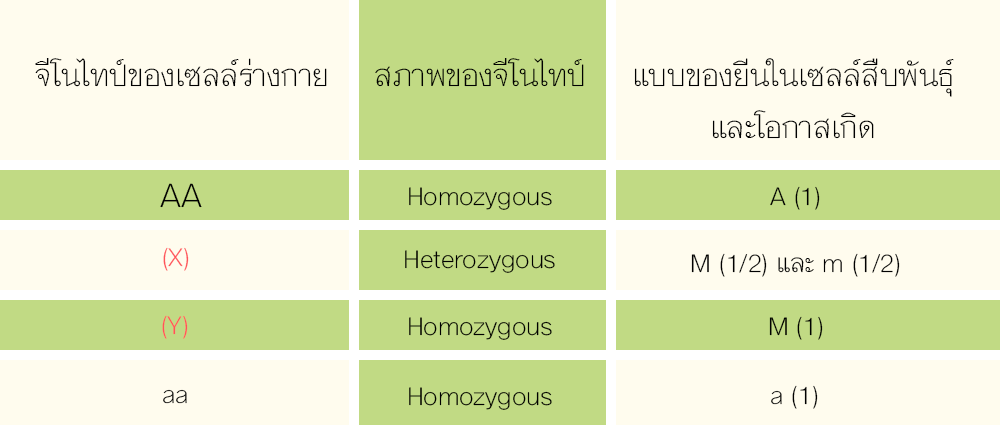 จีโนไทป์ของเซลล์ร่างกาย สภาพของจีโนไทป์ แบบของยีนในเซลล์สืบพันธุ์
และโอกาสเกิด
AA Homozygous A (1)
(X) Heterozygous M (1/2) และ m (1/2)
(Y) Homozygous M (1)
aa Homozygous a (1)